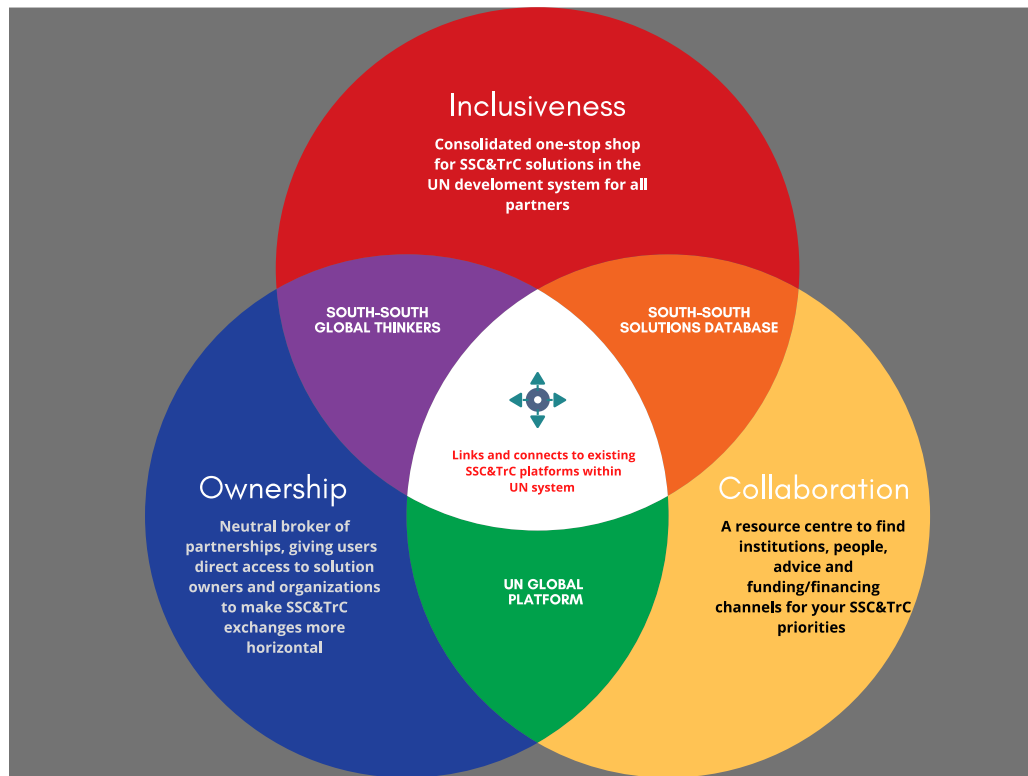 Inclusiveness
Consolidated one-stop shop
for SSC&TrC solutions in the
UN develoment system for all
partners
SOUTH-SOUTH
GLOBAL THINKERS
SOUTH-SOUTH
SOLUTIONS DATABASE
Links and connects to existing
SSC&TrC platforms within
UN system
Ownership
Neutral broker of
partnerships, giving users
direct access to solution
owners and organizations
to make SSC&TrC
exchanges more
horizontal
Collaboration
A resource centre to find
institutions, people,
advice and
funding/financing
channels for your SSC&TrC
priorities
UN GLOBAL
PLATFORM